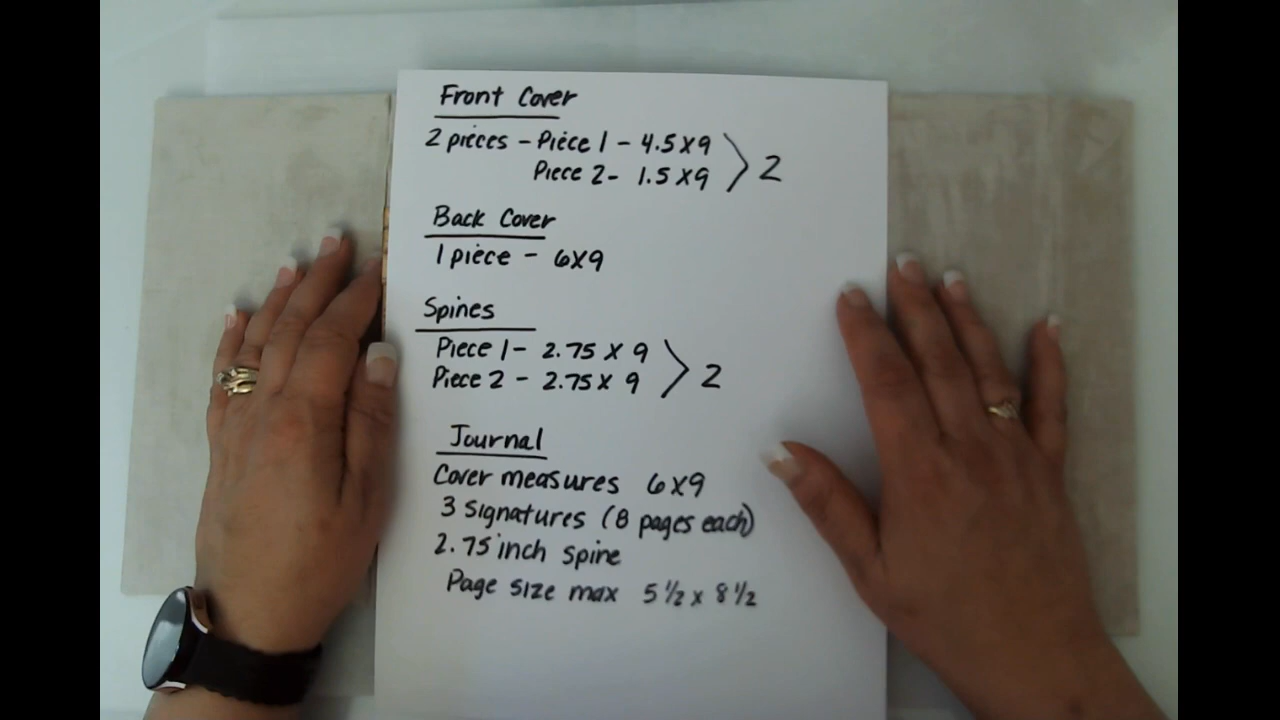 Front Cover
2 pieces - Piece 1 - 4.5 x 9 > 2
Piece 2 - 1.5 x 9
Back Cover
1 piece - 6x9
Spines
Piece 1 - 2.75 x 9 > 2
Piece 2 - 2.75 x 9
Journal
Cover measures 6x9
3 signatures (8 pages each)
2.75 inch spine
Page size max 5 1/2 x 8 1/2